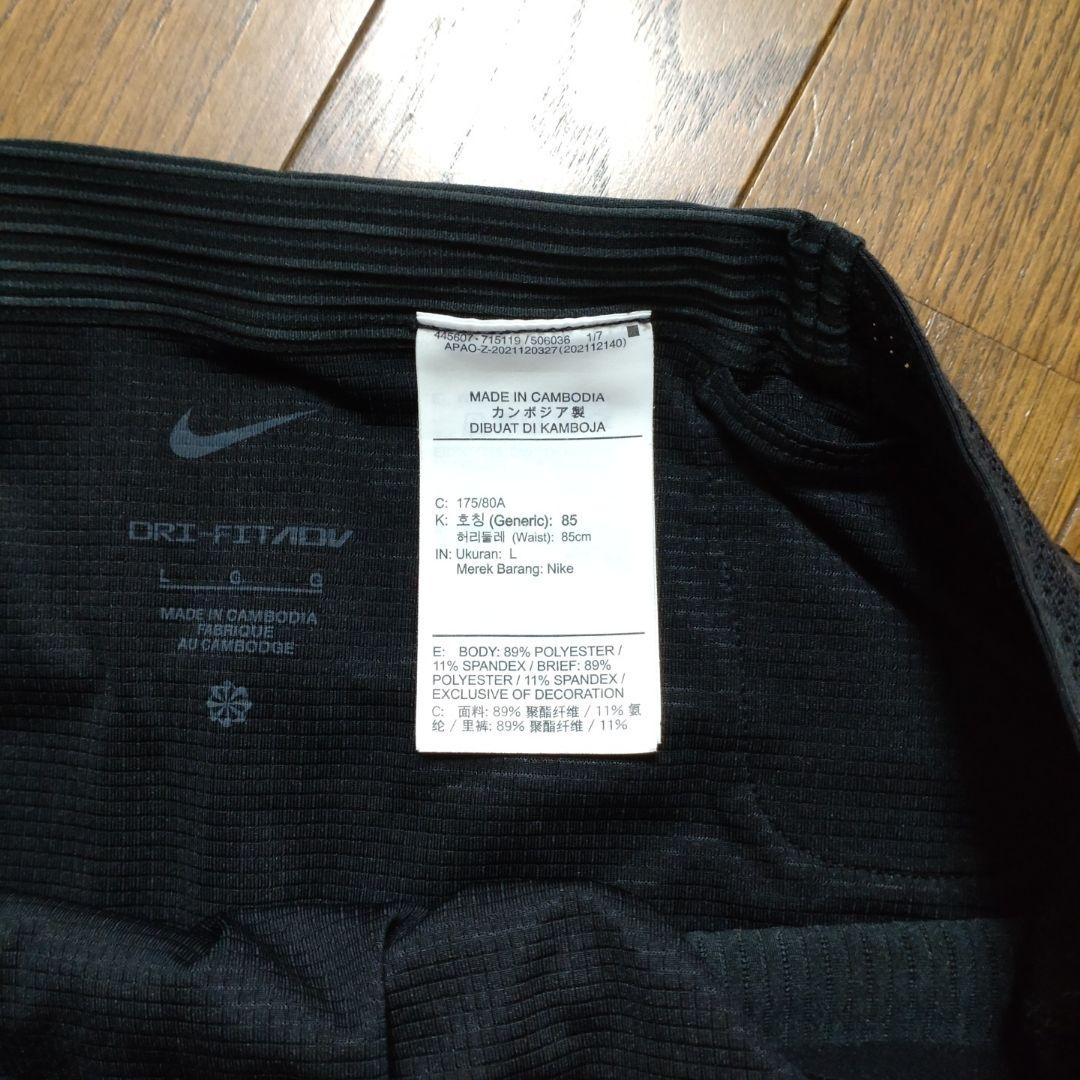 445607-715119 / 506036 1/7
APAO-Z-2021120327(202112140)
MADE IN CAMBODIA
カンボジア製
DIBUAT DI KAMBOJA
C: 175/80A
K: 호칭 (Generic): 85
허리둘레 (Waist): 85cm
IN: Ukuran: L
Merek Barang: Nike
E: BODY: 89% POLYESTER /
11% SPANDEX / BRIEF: 89%
POLYESTER / 11% SPANDEX /
EXCLUSIVE OF DECORATION
C: 面料: 89% 聚酯纤维 / 11% 氨
纶 / 里裤: 89% 聚酯纤维 / 11%
DRI-FIT ADV
L G G
MADE IN CAMBODIA
FABRIQUE
AU CAMBODGE